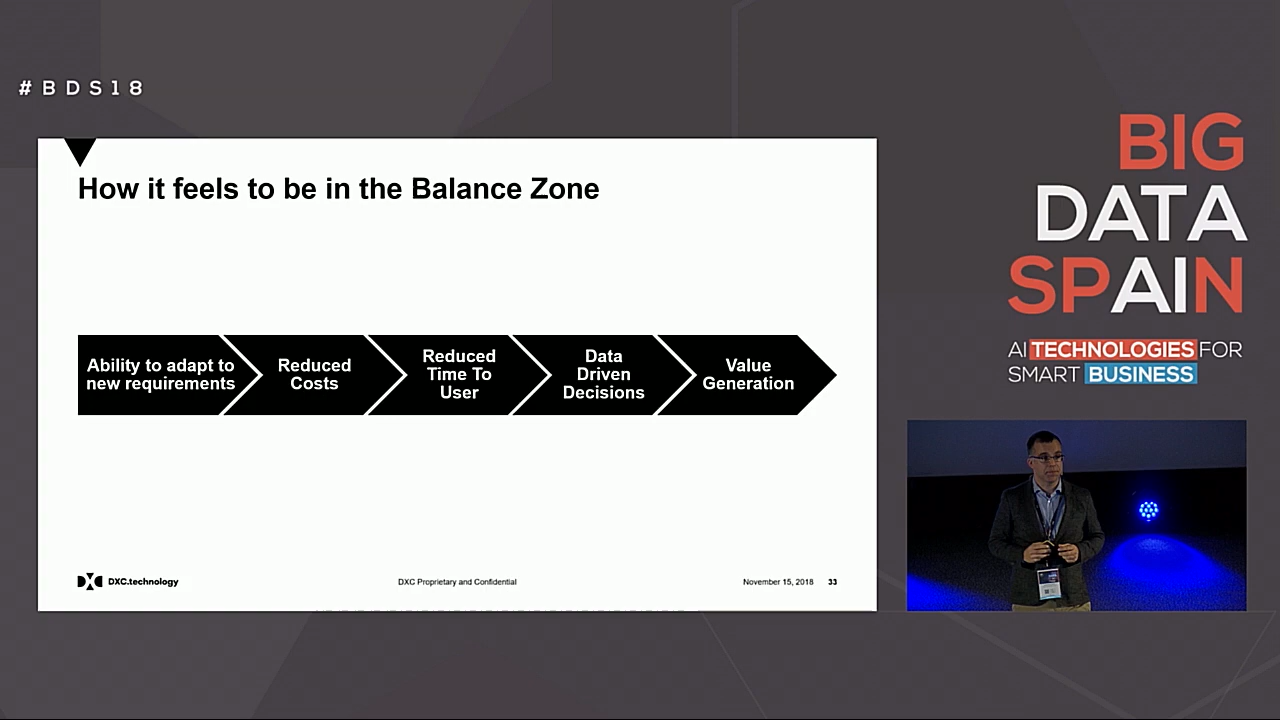 #BDS18
How it feels to be in the Balance Zone
Ability to adapt to
new requirements
Reduced
Costs
Reduced
Time To
User
Data
Driven
Decisions
Value
Generation
DXC.technology
DXC Proprietary and Confidential
November 15, 2018 33
BIG
DATA
SPAIN
AI TECHNOLOGIES FOR
SMART BUSINESS